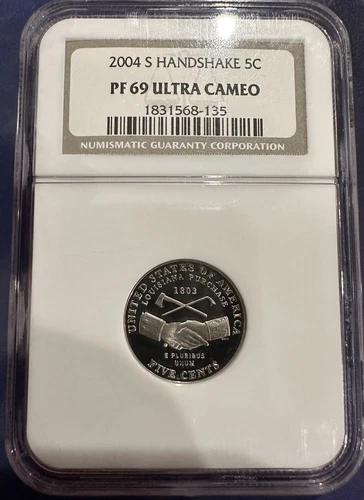 2004 S HANDSHAKE 5C
PF 69 ULTRA CAMEO
1831568-135
NUMISMATIC GUARANTY CORPORATION
UNITED STATES OF AMERICA
LOUISIANA PURCHASE
1803
E PLURIBUS
UNUM
FIVE CENTS